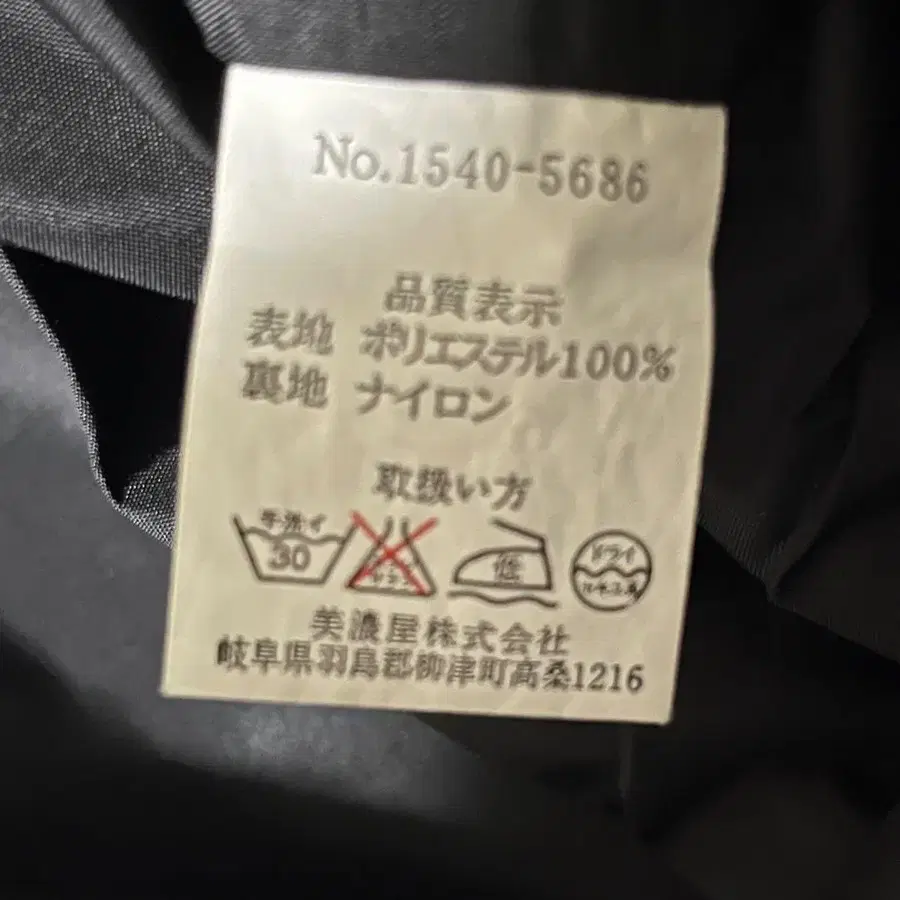 No.1540-5686
品質表示
表地 ポリエステル100%
裏地 ナイロン
取扱い方
手洗イ 30
低
ドライ
美濃屋株式会社
岐阜県羽島郡柳津町高桑1216